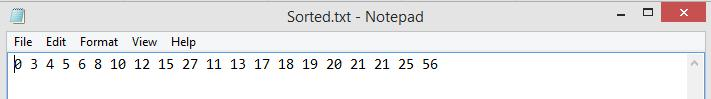 Sorted.txt - Notepad
File Edit Format View Help
0 3 4 5 6 8 10 12 15 27 11 13 17 18 19 20 21 21 25 56